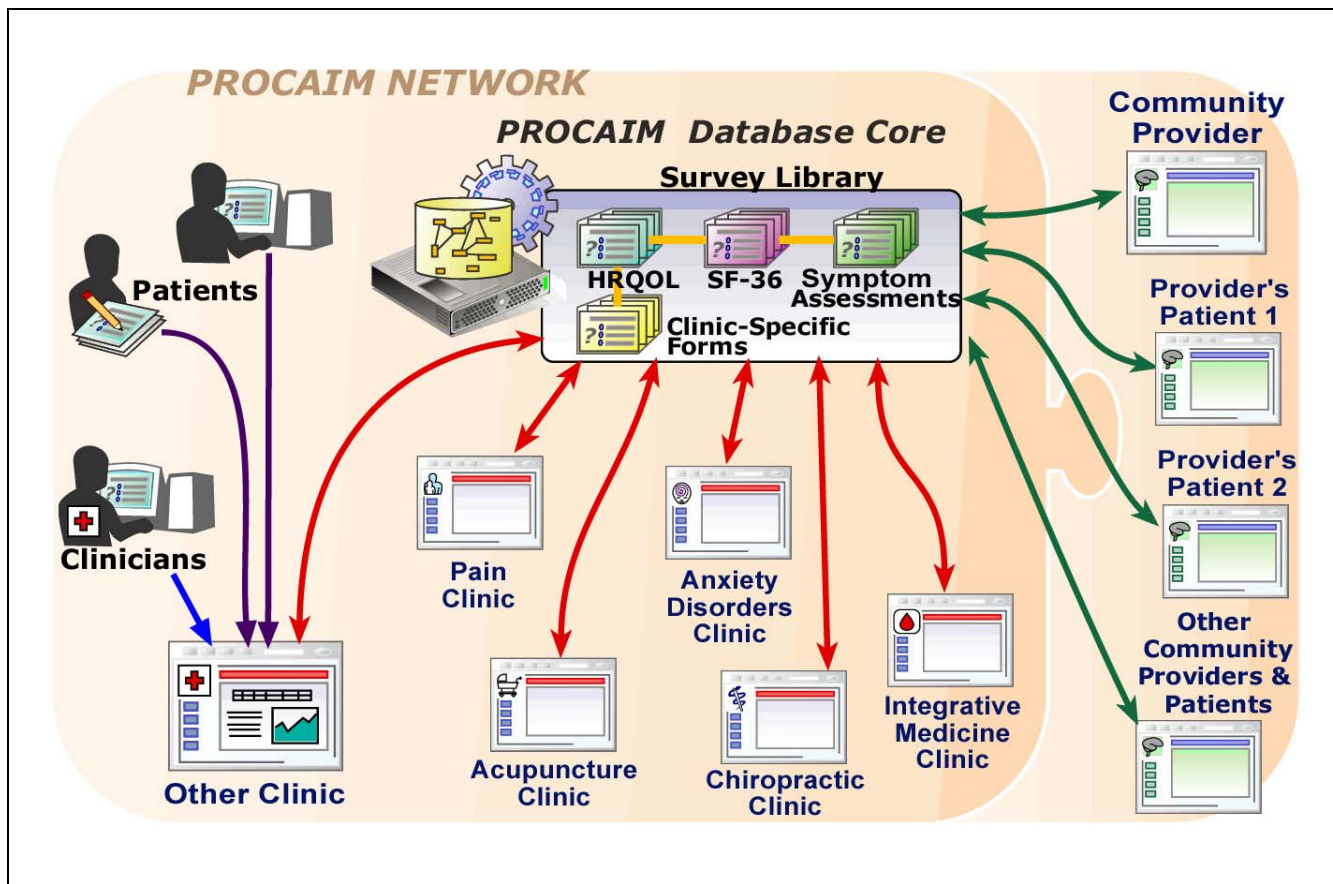 PROCAIM NETWORK
PROCAIM Database Core
Survey Library
HRQOL
SF-36
Symptom
Assessments
Clinic-Specific
Forms
Patients
Clinicians
Other Clinic
Pain
Clinic
Acupuncture
Clinic
Anxiety
Disorders
Clinic
Chiropractic
Clinic
Integrative
Medicine
Clinic
Community
Provider
Provider's
Patient 1
Provider's
Patient 2
Other
Community
Providers &
Patients